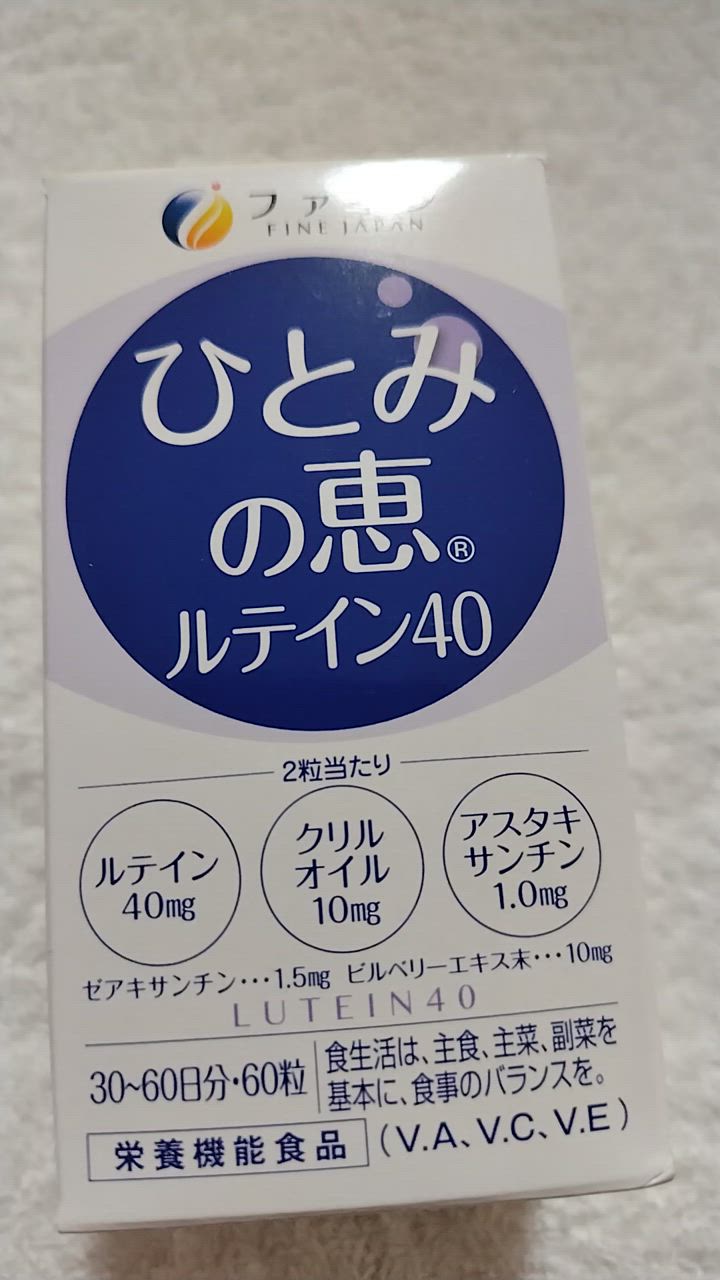 FINE JAPAN
ひとみ
の恵®
ルテイン40
2粒当たり
ルテイン
40mg
クリル
オイル
10mg
アスタキ
サンチン
1.0mg
ゼアキサンチン･･･1.5mg ビルベリーエキス末･･･10mg
LUTEIN40
30~60日分・60粒
食生活は、主食、主菜、副菜を
基本に、食事のバランスを。
栄養機能食品 (V.A、V.C、V.E)